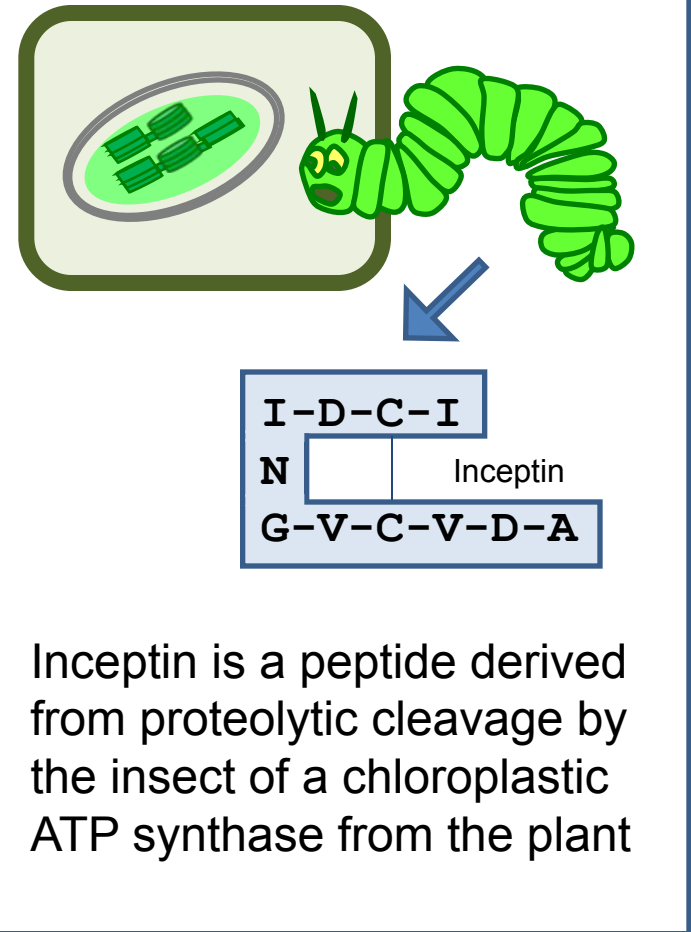 I–D–C–I
N
Inceptin
G–V–C–V–D–A
Inceptin is a peptide derived
from proteolytic cleavage by
the insect of a chloroplastic
ATP synthase from the plant